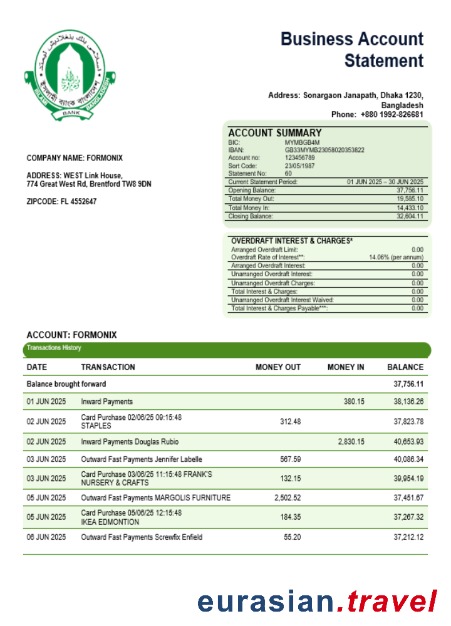 Business Account
Statement
Address: Sonargaon Janapath, Dhaka 1230,
Bangladesh
Phone: +880 1992-826681
BANK
ACCOUNT SUMMARY
BIC: MYMBGB4M
IBAN: GB33MYMB23058020353822
Account no: 123456789
Sort Code: 23/05/1987
Statement No: 60
Current Statement Period: 01 JUN 2025 – 30 JUN 2025
Opening Balance: 37,756.11
Total Money Out: 19,585.10
Total Money In: 14,433.10
Closing Balance: 32,604.11
COMPANY NAME: FORMONIX
ADDRESS: WEST Link House,
774 Great West Rd, Brentford TW8 9DN
ZIPCODE: FL 4552647
OVERDRAFT INTEREST & CHARGES*
Arranged Overdraft Limit: 0.00
Overdraft Rate of Interest**: 14.06% (per annum)
Arranged Overdraft Interest: 0.00
Unarranged Overdraft Interest: 0.00
Unarranged Overdraft Charges: 0.00
Total Interest & Charges: 0.00
Unarranged Overdraft Interest Waived: 0.00
Total Interest & Charges Payable***: 0.00
ACCOUNT: FORMONIX
Transactions History
DATE TRANSACTION MONEY OUT MONEY IN BALANCE
Balance brought forward 37,756.11
01 JUN 2025 Inward Payments 380.15 38,136.26
02 JUN 2025 Card Purchase 02/06/25 09:15:48
STAPLES 312.48 37,823.78
02 JUN 2025 Inward Payments Douglas Rubio 2,830.15 40,653.93
03 JUN 2025 Outward Fast Payments Jennifer Labelle 567.59 40,086.34
03 JUN 2025 Card Purchase 03/06/25 11:15:48 FRANK'S
NURSERY & CRAFTS 132.15 39,954.19
05 JUN 2025 Outward Fast Payments MARGOLIS FURNITURE 2,502.52 37,451.67
05 JUN 2025 Card Purchase 05/06/25 12:15:48
IKEA EDMONTION 184.35 37,267.32
06 JUN 2025 Outward Fast Payments Screwfix Enfield 55.20 37,212.12
eurasian.travel